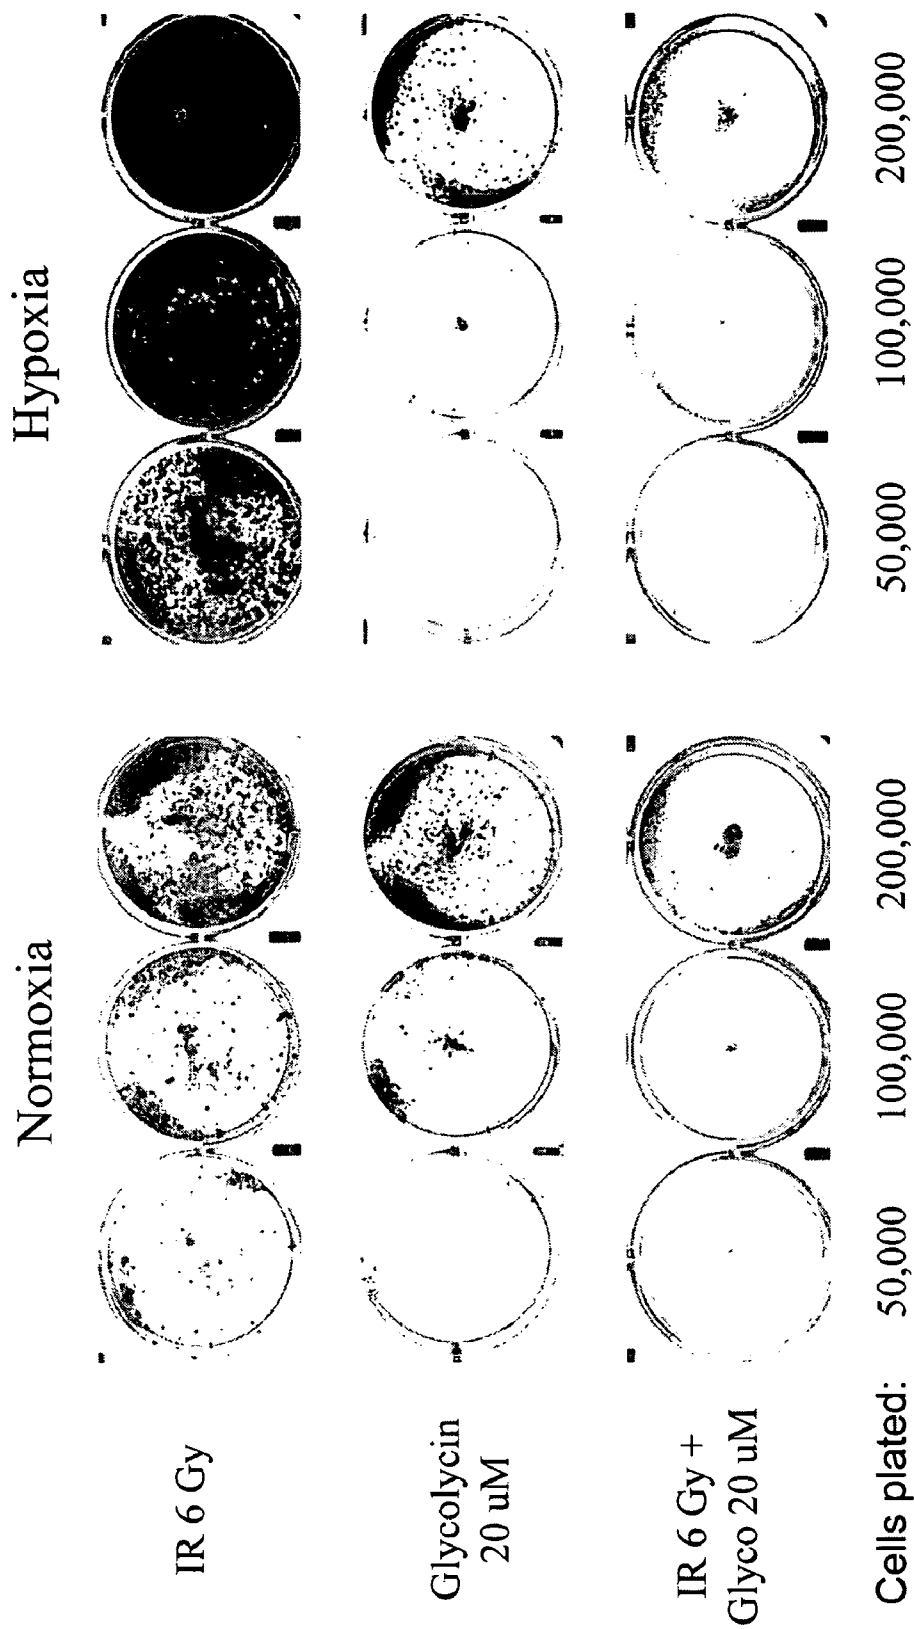 Normoxia
Hypoxia
IR 6 Gy
Glycolycin
20 uM
IR 6 Gy +
Glyco 20 uM
Cells plated:
50,000
100,000
200,000
50,000
100,000
200,000